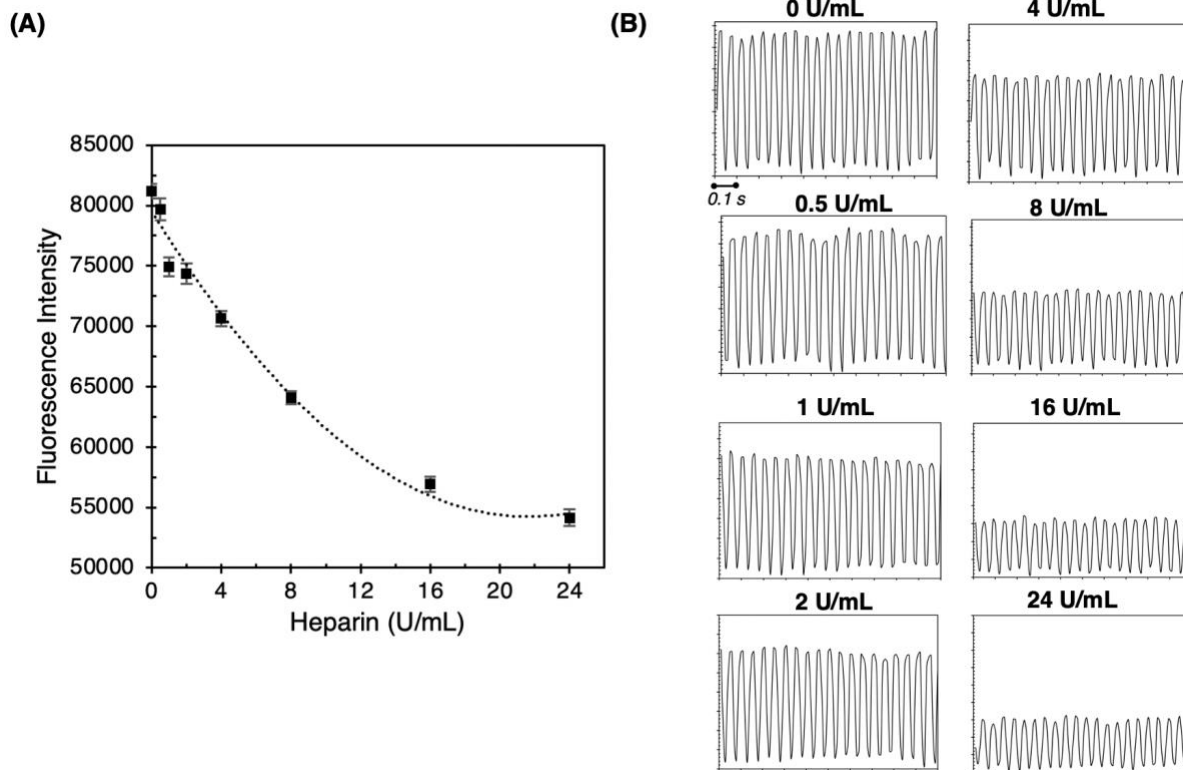 (A)
85000
80000
75000
70000
65000
60000
55000
50000
0 4 8 12 16 20 24
Fluorescence Intensity
Heparin (U/mL)
(B)
0 U/mL
4 U/mL
0.1 s
0.5 U/mL
8 U/mL
1 U/mL
16 U/mL
2 U/mL
24 U/mL